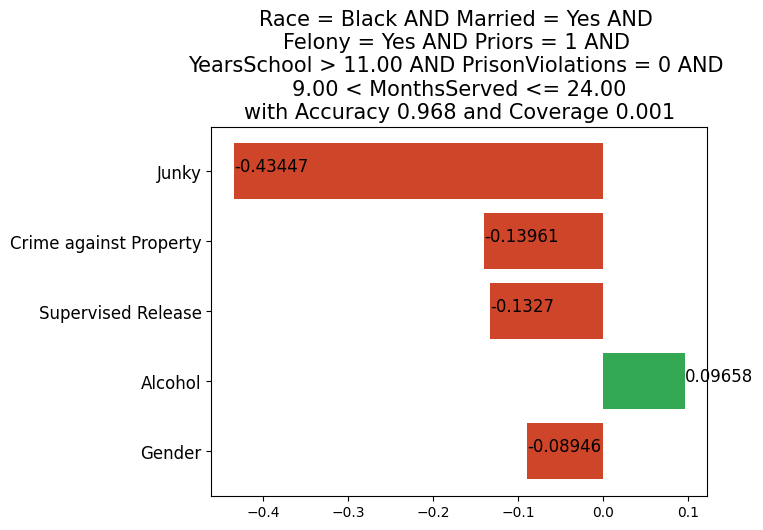 Race = Black AND Married = Yes AND
Felony = Yes AND Priors = 1 AND
YearsSchool > 11.00 AND PrisonViolations = 0 AND
9.00 < MonthsServed <= 24.00
with Accuracy 0.968 and Coverage 0.001
Junky
-0.43447
Crime against Property
-0.13961
Supervised Release
-0.1327
Alcohol
0.09658
Gender
-0.08946
−0.4 −0.3 −0.2 −0.1 0.0 0.1